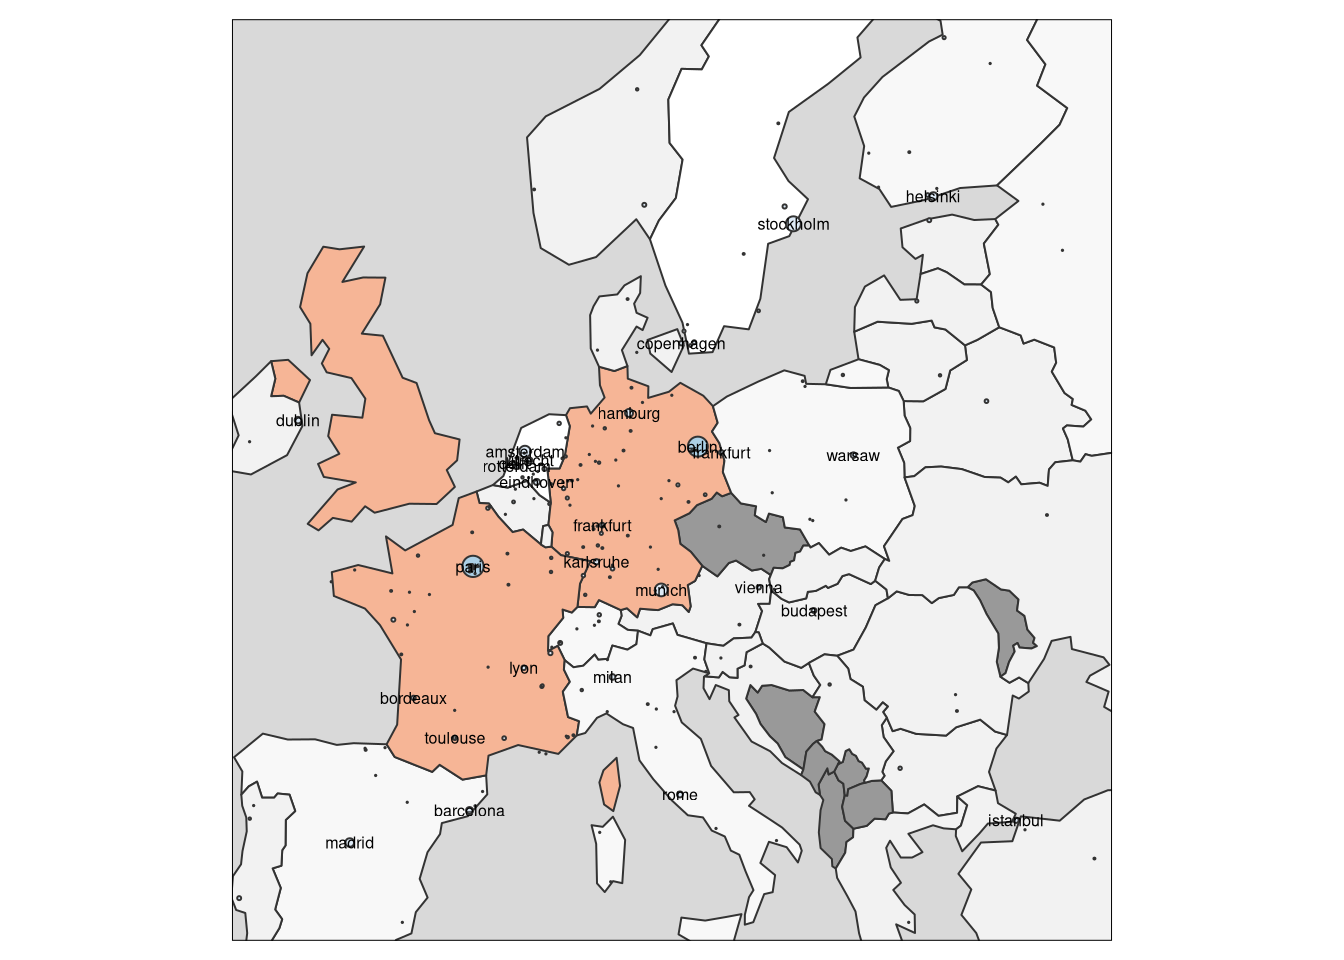 helsinki
stockholm
copenhagen
hamburg
dublin
berlin
amsterdam
frankfurt
warsaw
utrecht
rotterdam
eindhoven
frankfurt
karlsruhe
paris
vienna
munich
budapest
lyon
milan
bordeaux
toulouse
rome
barcelona
istanbul
madrid